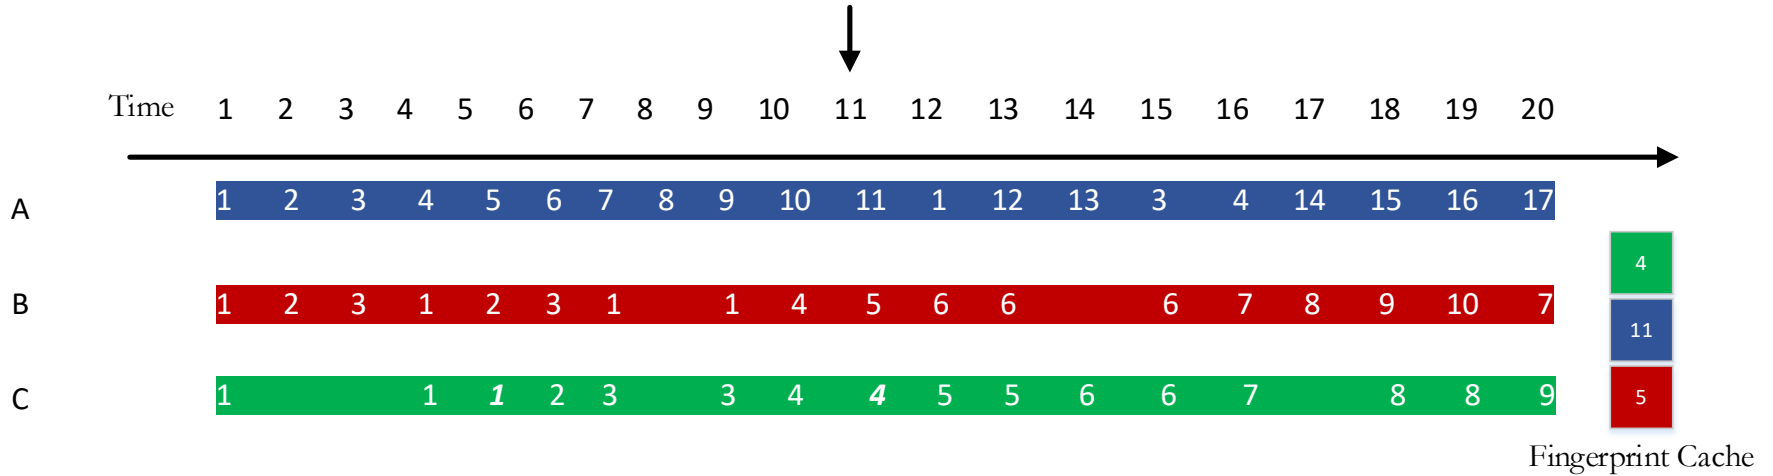 Time 1 2 3 4 5 6 7 8 9 10 11 12 13 14 15 16 17 18 19 20
A 1 2 3 4 5 6 7 8 9 10 11 1 12 13 3 4 14 15 16 17
B 1 2 3 1 2 3 1 1 4 5 6 6 6 7 8 9 10 7
C 1 1 1 2 3 3 4 4 5 5 6 6 7 8 8 9
4
11
5
Fingerprint Cache